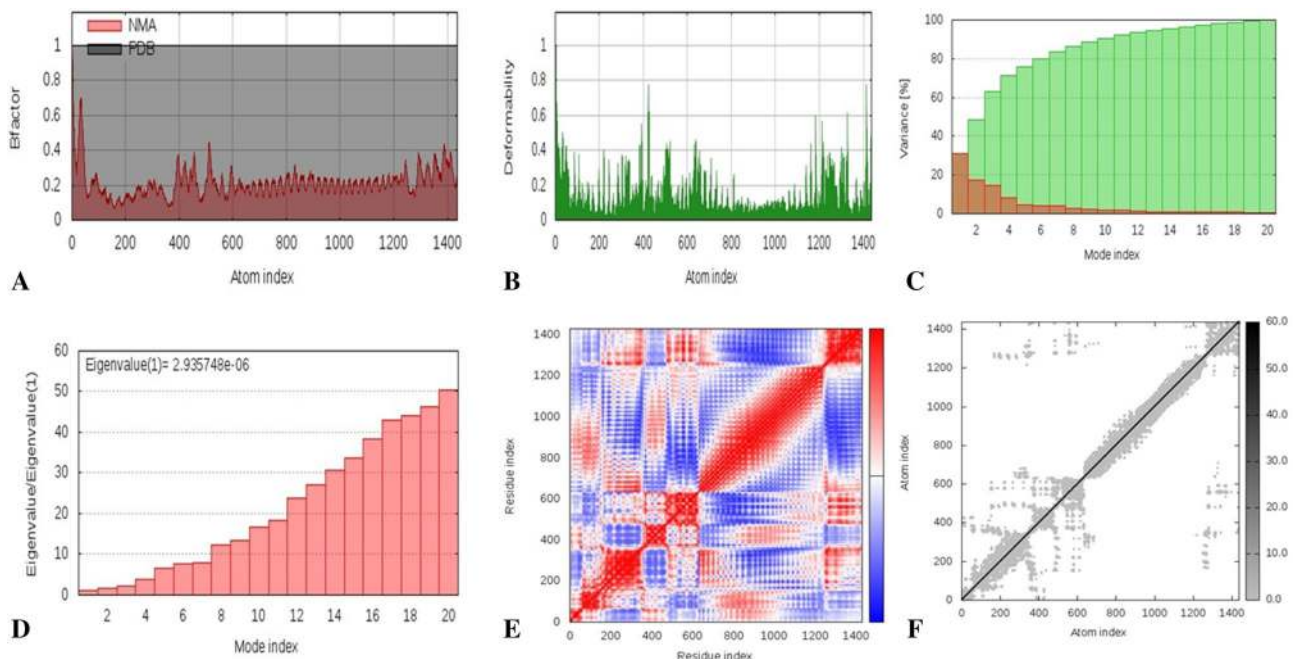 1
0.8
0.6
0.4
0.2
0
NMA
PDB
Bfactor
0 200 400 600 800 1000 1200 1400
Atom index
A
1
0.8
0.6
0.4
0.2
0
Deformability
0 200 400 600 800 1000 1200 1400
Atom index
B
100
80
60
40
20
0
Variance [%]
2 4 6 8 10 12 14 16 18 20
Mode index
C
60
50
40
30
20
10
0
Eigenvalue(1)= 2.935748e-06
Eigenvalue/Eigenvalue(1)
2 4 6 8 10 12 14 16 18 20
Mode index
D
1400
1200
1000
800
600
400
200
0
Residue index
0 200 400 600 800 1000 1200 1400
Residue index
E
1400
1200
1000
800
600
400
200
0
Atom index
0 200 400 600 800 1000 1200 1400
Atom index
60.0
50.0
40.0
30.0
20.0
10.0
0.0
F